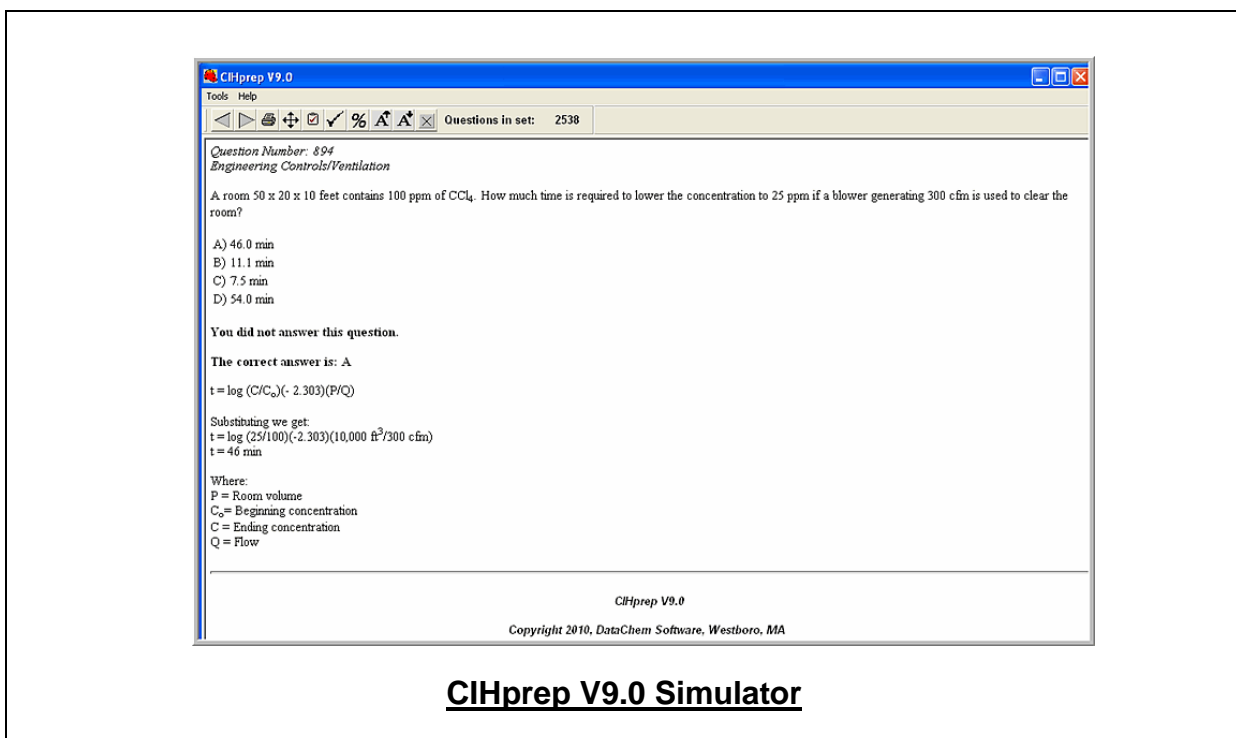 CIHprep V9.0
Tools Help
% A A Questions in set: 2538
Question Number: 894
Engineering Controls/Ventilation
A room 50 x 20 x 10 feet contains 100 ppm of CCl₄. How much time is required to lower the concentration to 25 ppm if a blower generating 300 cfm is used to clear the
room?
A) 46.0 min
B) 11.1 min
C) 7.5 min
D) 54.0 min
You did not answer this question.
The correct answer is: A
t = log (C/Cₒ)(- 2.303)(P/Q)
Substituting we get:
t = log (25/100)(-2.303)(10,000 ft³/300 cfm)
t = 46 min
Where:
P = Room volume
Cₒ= Beginning concentration
C = Ending concentration
Q = Flow
CIHprep V9.0
Copyright 2010, DataChem Software, Westboro, MA
CIHprep V9.0 Simulator